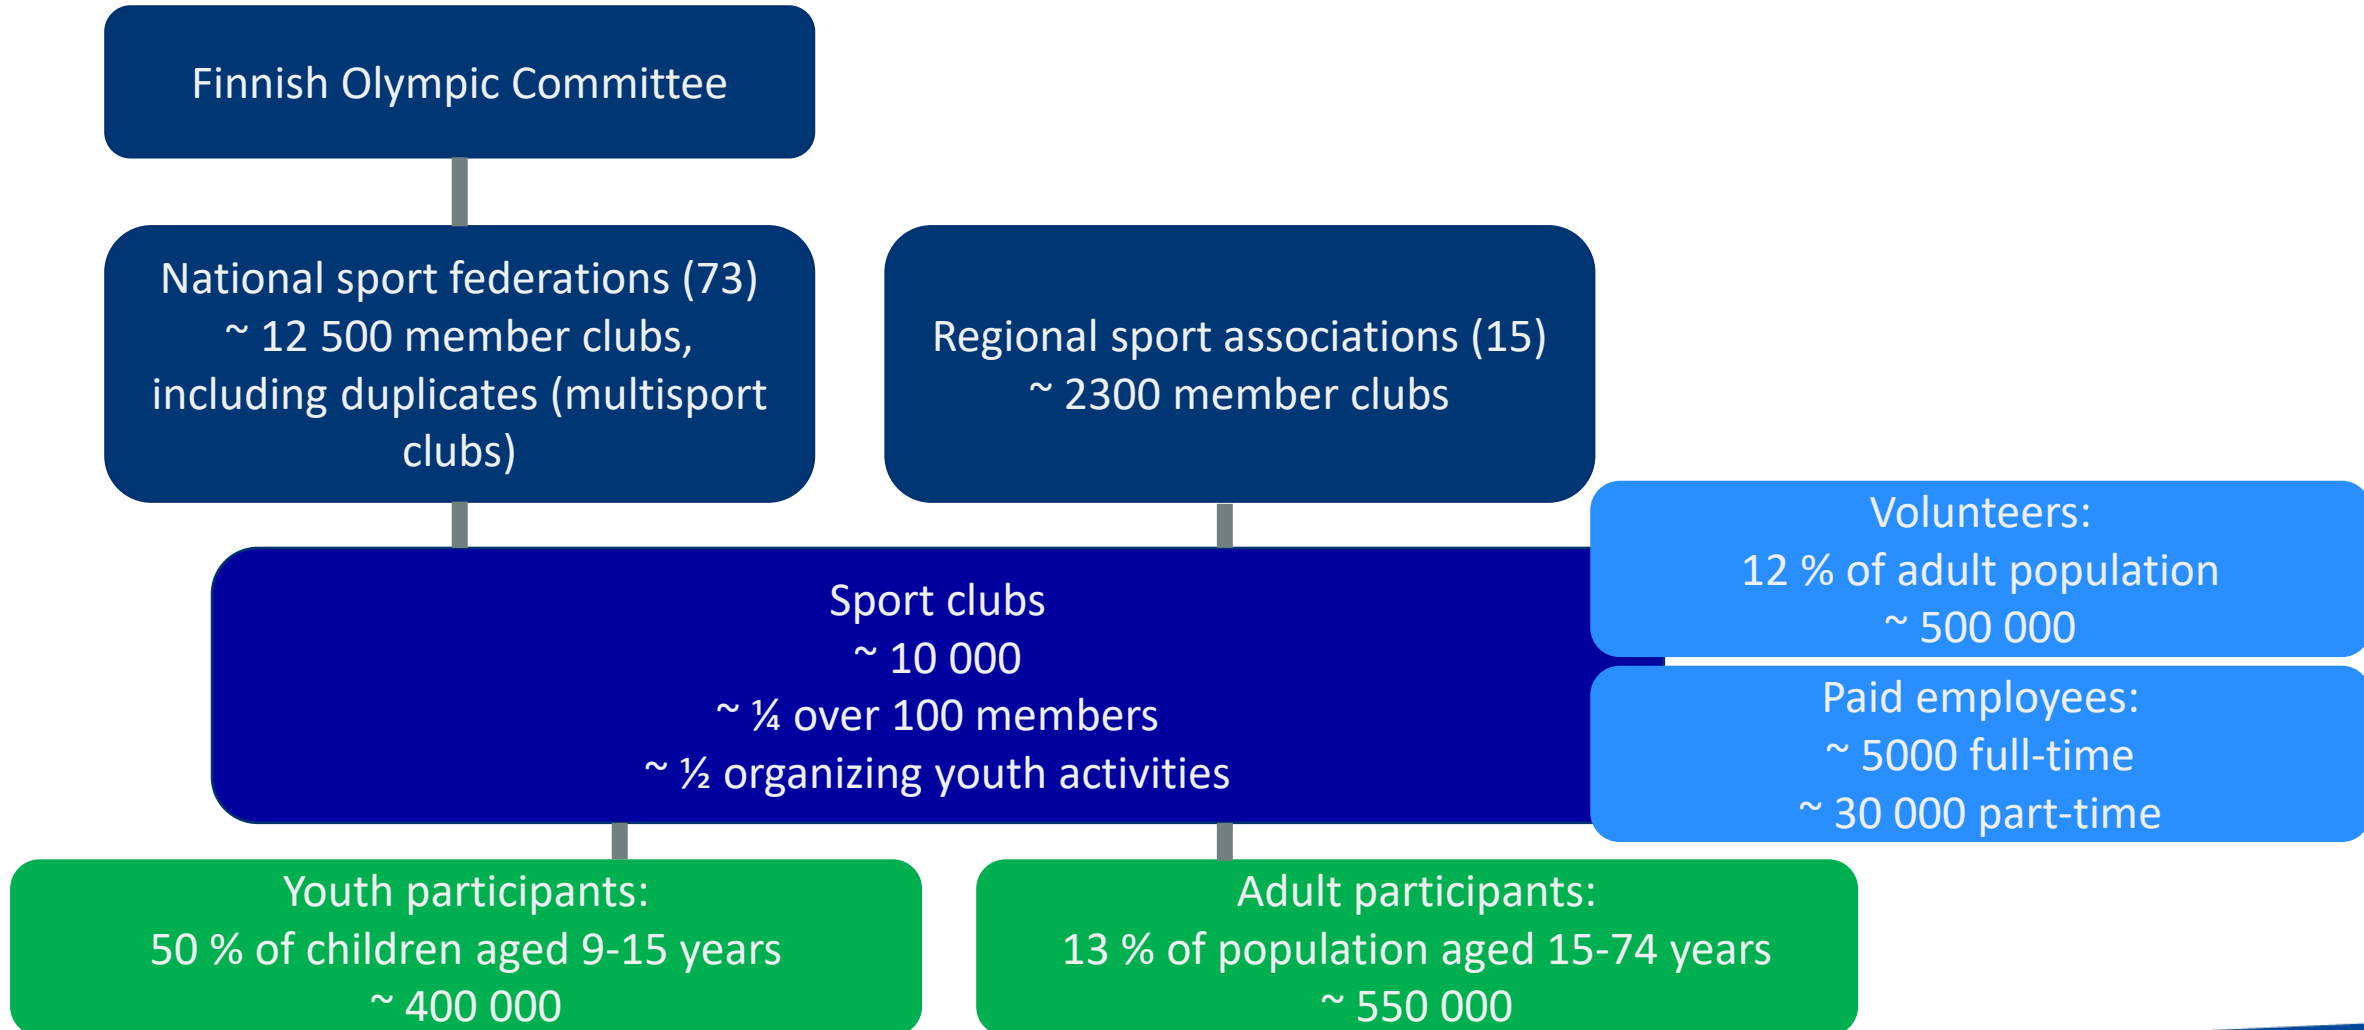 Finnish Olympic Committee
National sport federations (73)
~ 12 500 member clubs,
including duplicates (multisport
clubs)
Regional sport associations (15)
~ 2300 member clubs
Sport clubs
~ 10 000
~ ¼ over 100 members
~ ½ organizing youth activities
Volunteers:
12 % of adult population
~ 500 000
Paid employees:
~ 5000 full-time
~ 30 000 part-time
Youth participants:
50 % of children aged 9-15 years
~ 400 000
Adult participants:
13 % of population aged 15-74 years
~ 550 000